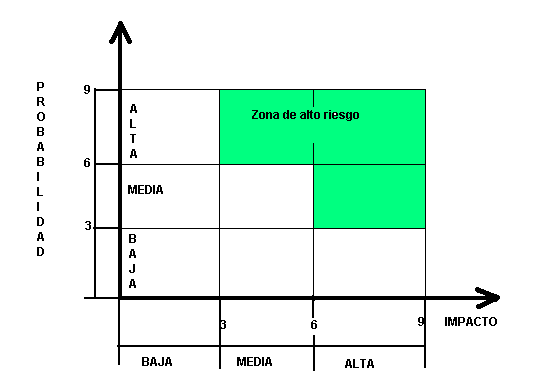 PROBABILIDAD
9
ALTA
Zona de alto riesgo
6
MEDIA
3
BAJA
3
6
9
IMPACTO
BAJA
MEDIA
ALTA